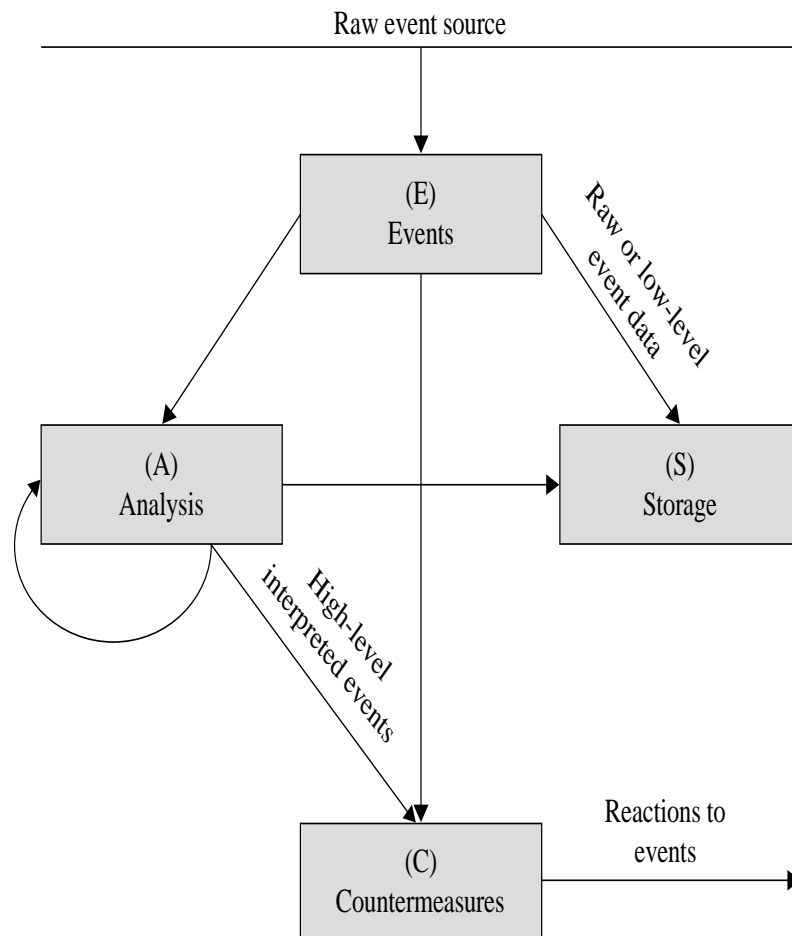 Raw event source
(E)
Events
Raw or low-level
event data
(A)
Analysis
(S)
Storage
High-level
interpreted events
(C)
Countermeasures
Reactions to
events